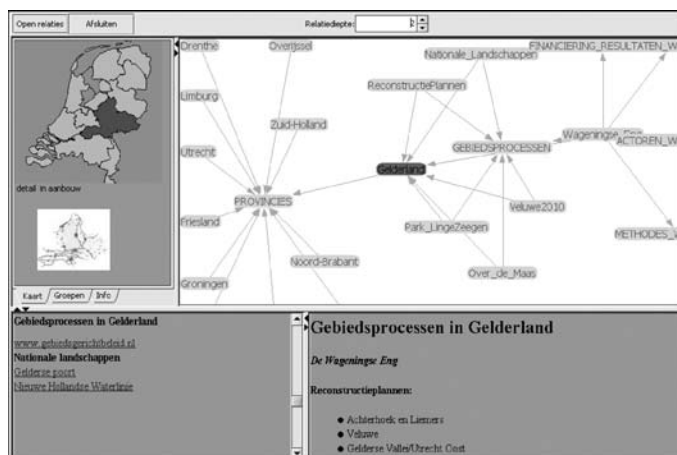 Open relaties
Afsluiten
Relatiedepte:
2
detail in aanbouw
Kaart
Groepen
Info
Drenthe
Overijssel
Nationale_Landschappen
FINANCIERING_RESULTATEN_W
Limburg
ReconstructiePlannen
Zuid-Holland
Wageningse_Eng
ACTOREN_W
Utrecht
GEBIEDSPROCESSEN
Gelderland
PROVINCIES
Veluwe2010
Friesland
Park_LingeZeegen
METHODES_
Noord-Brabant
Over_de_Maas
Groningen
Gebiedsprocessen in Gelderland
www.gebiedsgerichtbeleid.nl
Nationale landschappen
Gelderse poort
Nieuwe Hollandse Waterlinie
Gebiedsprocessen in Gelderland
De Wageningse Eng
Reconstructieplannen:
● Achterhoek en Liemers
● Veluwe
● Gelderse Vallei/Utrecht Oost